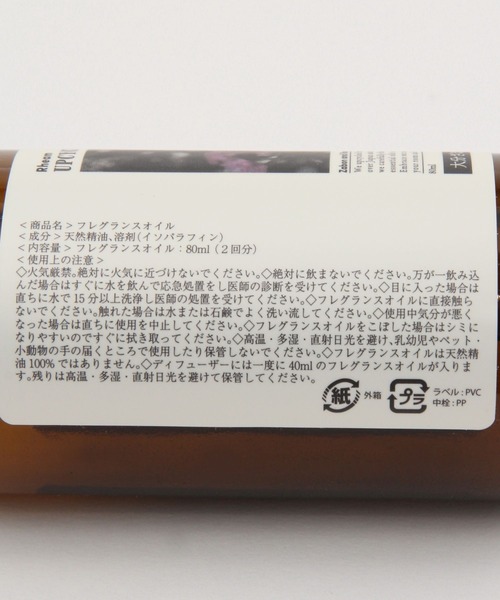 Rheam
UPCIC
Zabon an
We special
over Japan
we carefu
essential oi
Embrace n
your room
80ml
大分
<商品名> フレグランスオイル
<成分> 天然精油、溶剤(イソパラフィン)
<内容量> フレグランスオイル:80ml(2回分)
<使用上の注意>
◇火気厳禁。絶対に火気に近づけないでください。◇絶対に飲まないでください。万が一飲み込
んだ場合はすぐに水を飲んで応急処置をし医師の診断を受けてください。◇目に入った場合は
直ちに水で15分以上洗浄し医師の処置を受けてください。◇フレグランスオイルに直接触ら
ないでください。触れた場合は水または石鹸でよく洗い流してください。◇使用中気分が悪く
なった場合は直ちに使用を中止してください。◇フレグランスオイルをこぼした場合はシミに
なりやすいのですぐに拭き取ってください。◇高温・多湿・直射日光を避け、乳幼児やペット・
小動物の手の届くところで使用したり保管しないでください。◇フレグランスオイルは天然精
油100%ではありません。◇ディフューザーには一度に40mlのフレグランスオイルが入りま
す。残りは高温・多湿・直射日光を避けて保管してください。
紙 外箱 プラ ラベル:PVC
中栓:PP